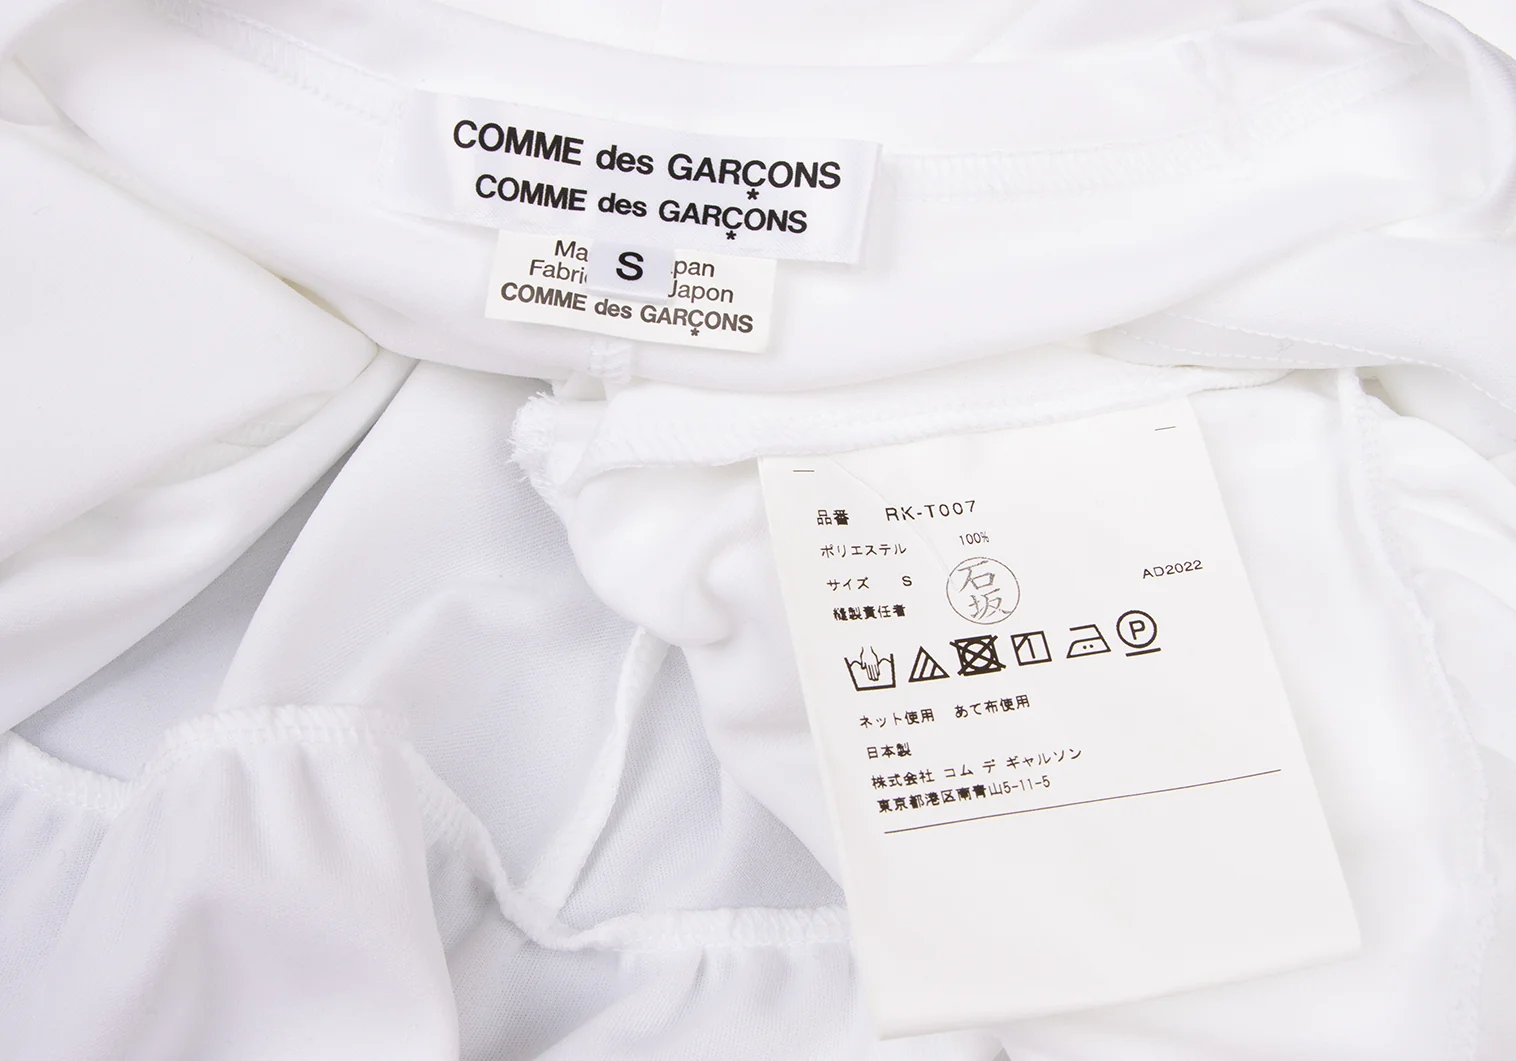 COMME des GARÇONS
COMME des GARÇONS
Ma S pan
Fabri Japon
COMME des GARÇONS
品番 RK-T007
ポリエステル 100%
サイズ S
AD2022
縫製責任者 石坂
P
ネット使用 あて布使用
日本製
株式会社 コム デ ギャルソン
東京都港区南青山5-11-5